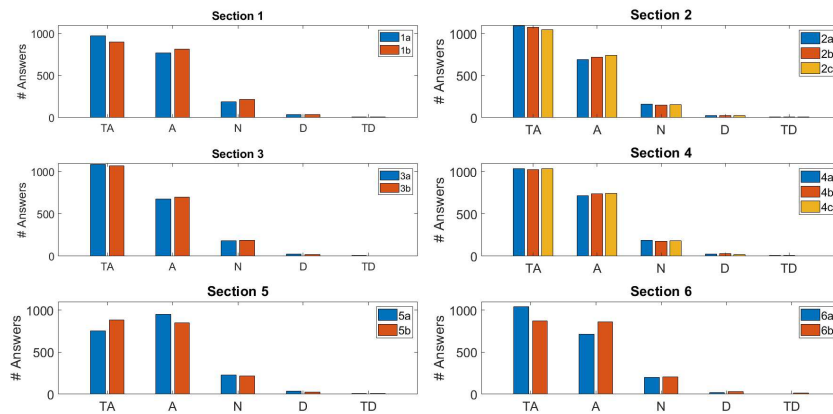 Section 1
# Answers
1000
500
0
TA A N D TD
1a
1b
Section 2
# Answers
1000
500
0
TA A N D TD
2a
2b
2c
Section 3
# Answers
1000
500
0
TA A N D TD
3a
3b
Section 4
# Answers
1000
500
0
TA A N D TD
4a
4b
4c
Section 5
# Answers
1000
500
0
TA A N D TD
5a
5b
Section 6
# Answers
1000
500
0
TA A N D TD
6a
6b